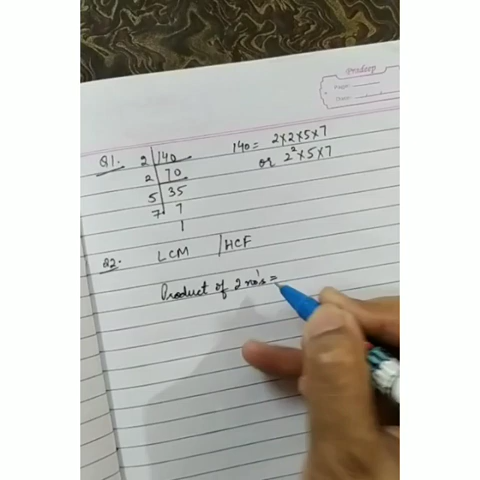 Pradeep
Page:
Date:
Q1. 2 | 140 140 = 2×2×5×7
2 | 70 or 2²×5×7
5 | 35
7 | 7
1
Q2. LCM / HCF
Product of 2 no's =